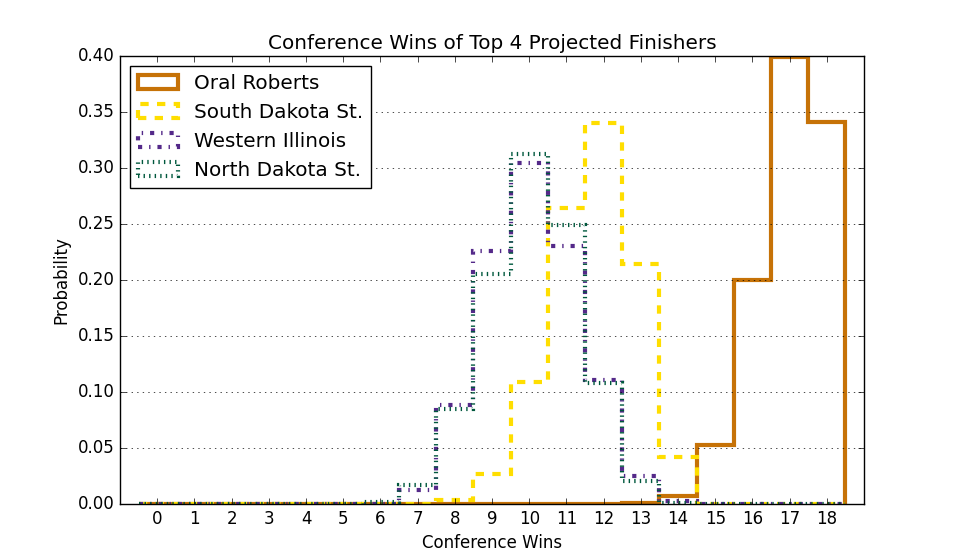 Conference Wins of Top 4 Projected Finishers
Oral Roberts
South Dakota St.
Western Illinois
North Dakota St.
Probability
0.40
0.35
0.30
0.25
0.20
0.15
0.10
0.05
0.00
0 1 2 3 4 5 6 7 8 9 10 11 12 13 14 15 16 17 18
Conference Wins